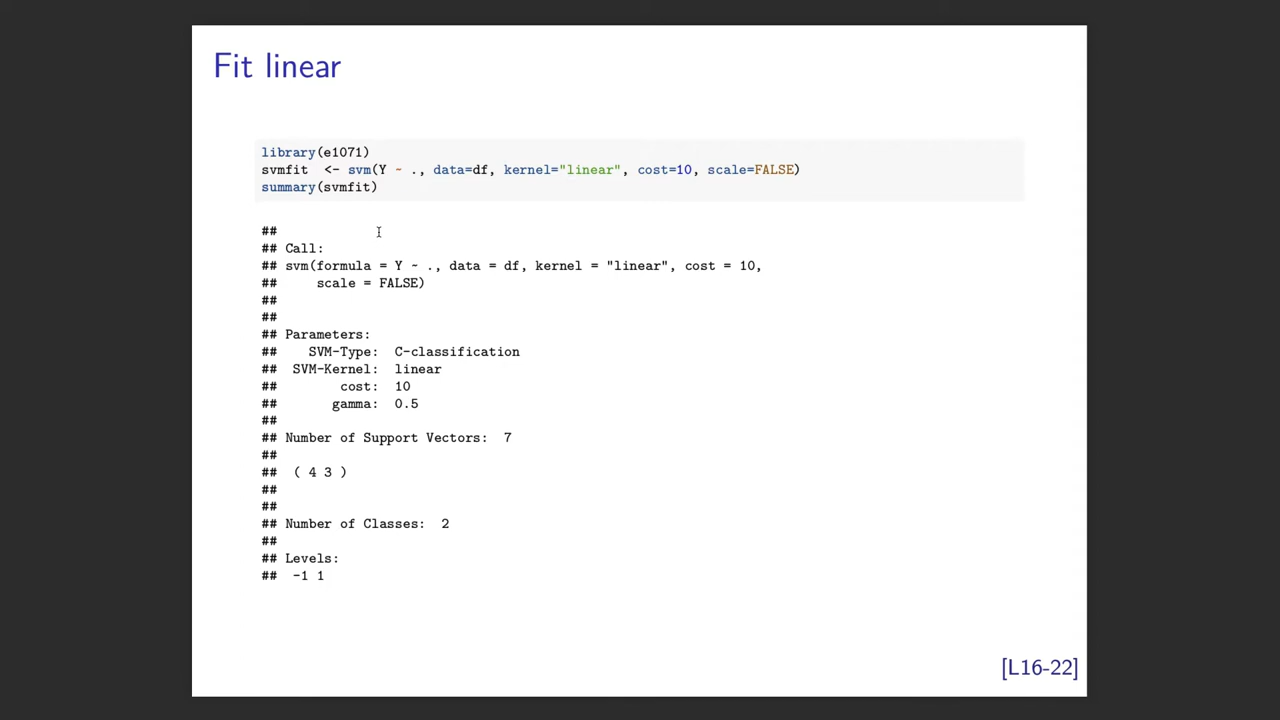 Fit linear
library(e1071)
svmfit  <- svm(Y ~ ., data=df, kernel="linear", cost=10, scale=FALSE)
summary(svmfit)
##
## Call:
## svm(formula = Y ~ ., data = df, kernel = "linear", cost = 10,
##     scale = FALSE)
##
##
## Parameters:
##    SVM-Type:  C-classification
##  SVM-Kernel:  linear
##        cost:  10
##       gamma:  0.5
##
## Number of Support Vectors:  7
##
##  ( 4 3 )
##
##
## Number of Classes:  2
##
## Levels:
##  -1 1
[L16-22]